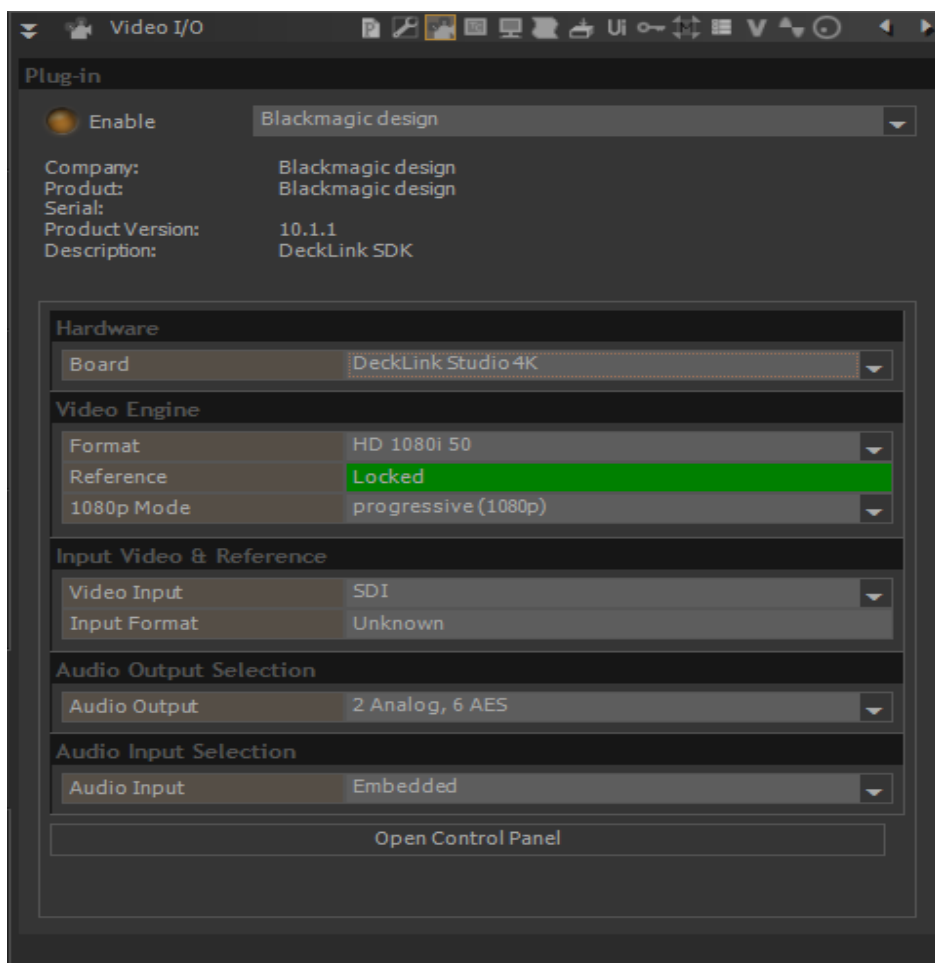 Video I/O
P TC Ui V
Plug-in
Enable Blackmagic design
Company: Blackmagic design
Product: Blackmagic design
Serial:
Product Version: 10.1.1
Description: DeckLink SDK
Hardware
Board DeckLink Studio 4K
Video Engine
Format HD 1080i 50
Reference Locked
1080p Mode progressive (1080p)
Input Video & Reference
Video Input SDI
Input Format Unknown
Audio Output Selection
Audio Output 2 Analog, 6 AES
Audio Input Selection
Audio Input Embedded
Open Control Panel